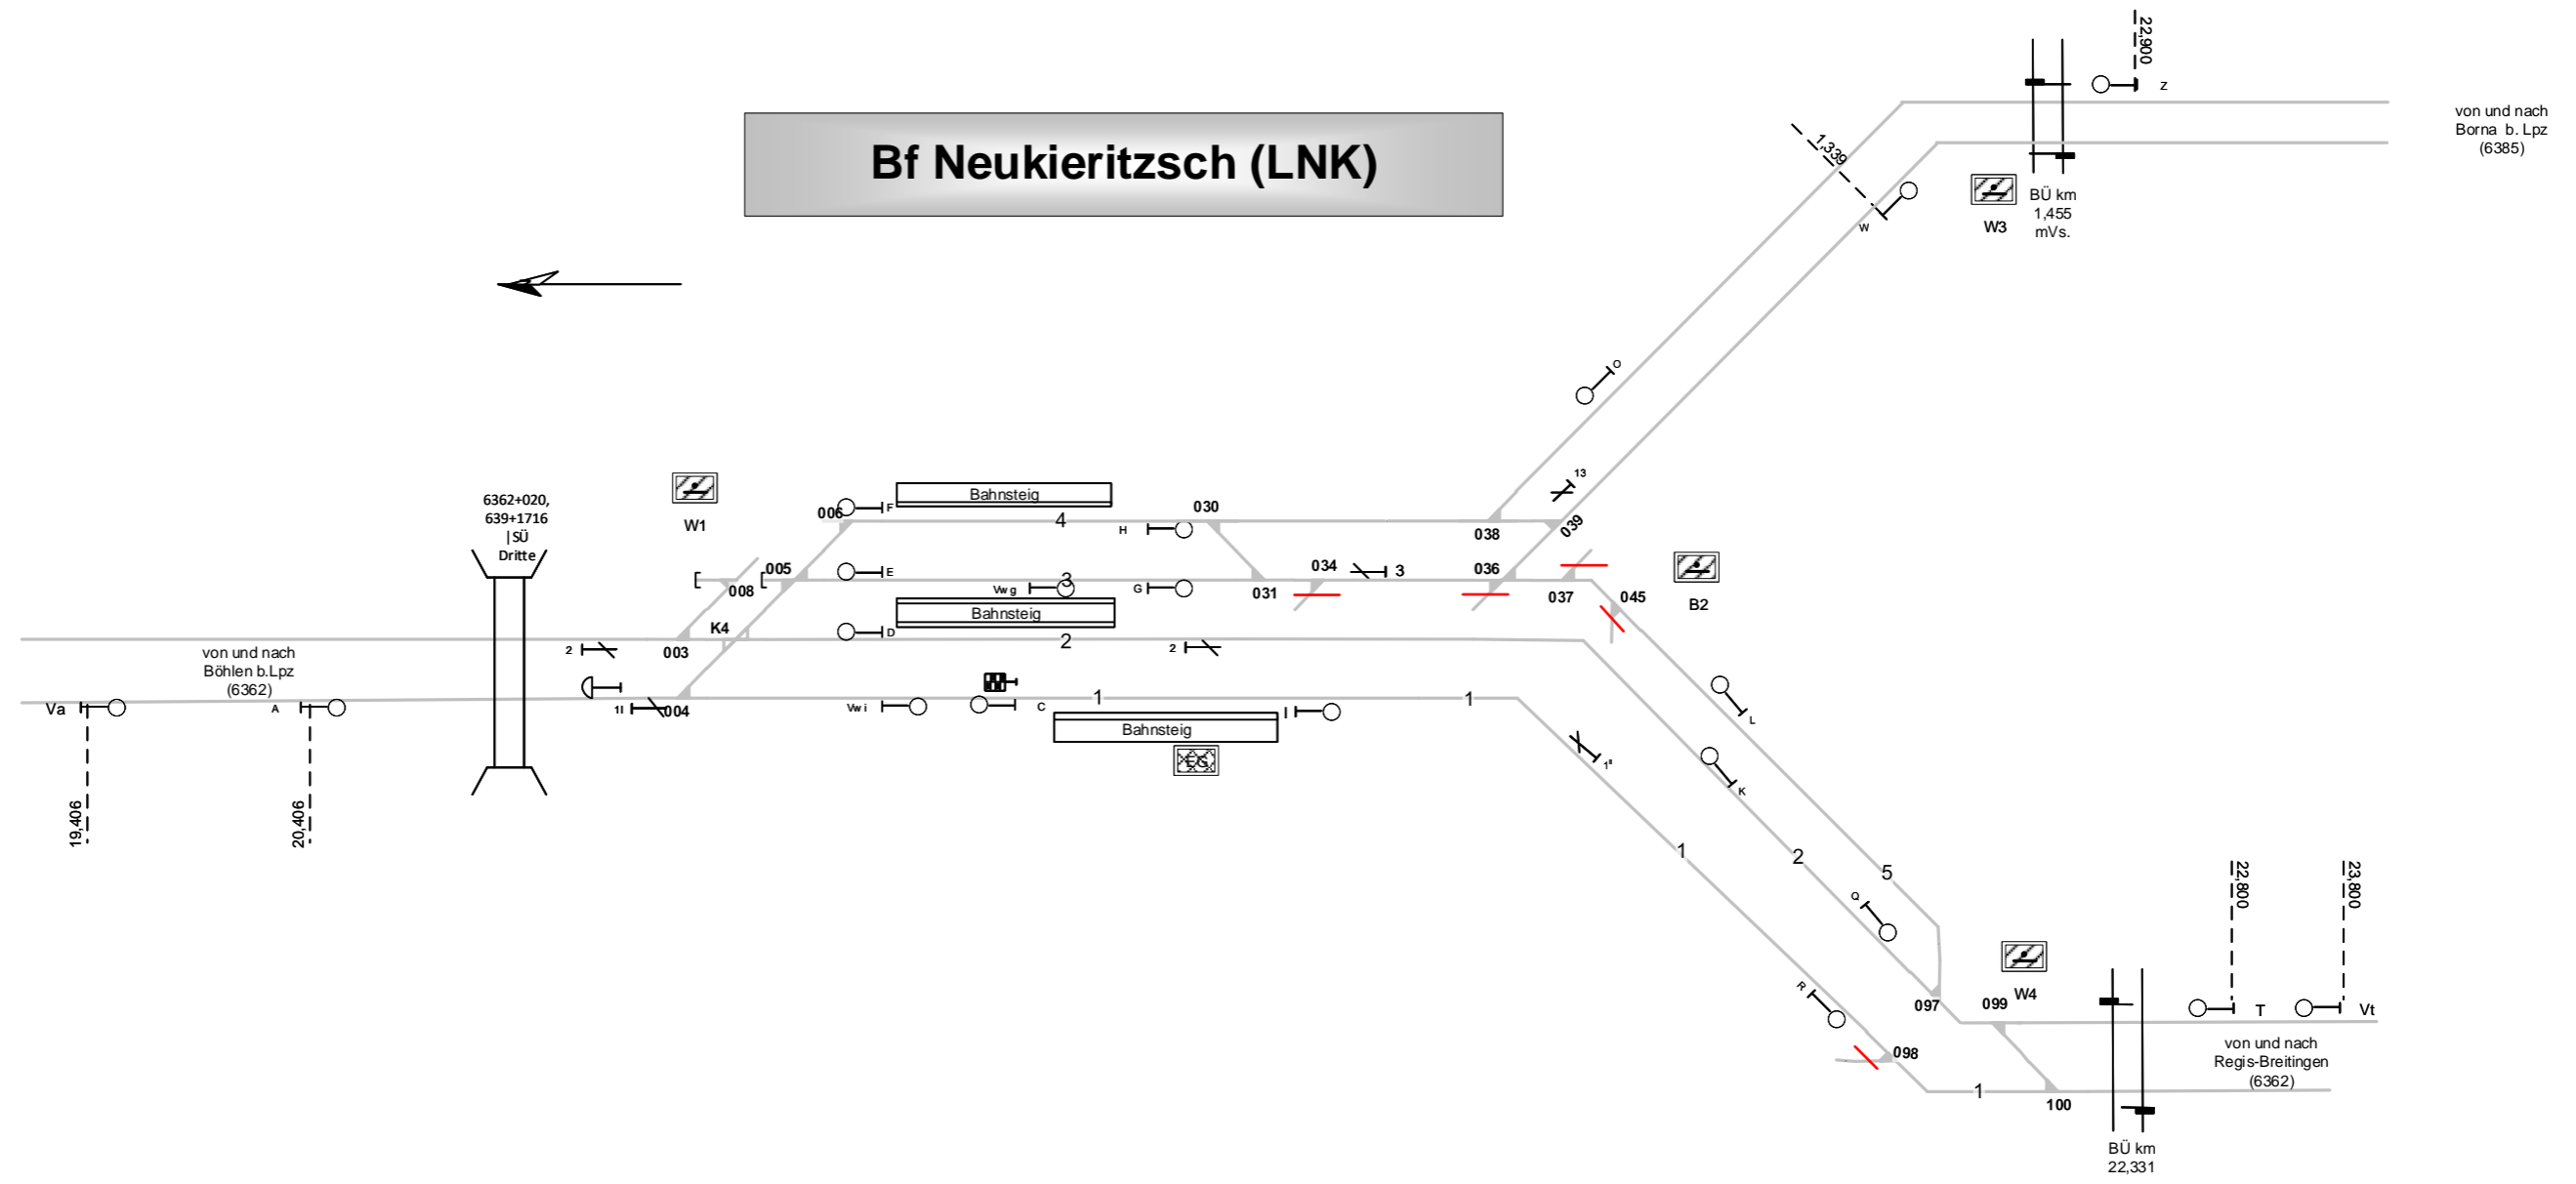 22,900
Z
von und nach
Borna b. Lpz
(6385)
Bf Neukieritzsch (LNK)
1,339
W
W3
BÜ km
1,455
mVs.
O
13
6362+020,
639+1716
|SÜ
Dritte
W1
006
F
Bahnsteig
4
030
H
038
039
005
008
E
3
Vwg
G
031
034
3
036
037
045
B2
K4
D
Bahnsteig
2
2
003
2
von und nach
Böhlen b.Lpz
(6362)
Va
A
1I
004
Vwi
C
1
I
1
Bahnsteig
EG
19,406
20,406
L
K
1
2
5
Q
R
097
099
W4
098
1
100
22,800
23,800
T
Vt
von und nach
Regis-Breitingen
(6362)
BÜ km
22,331